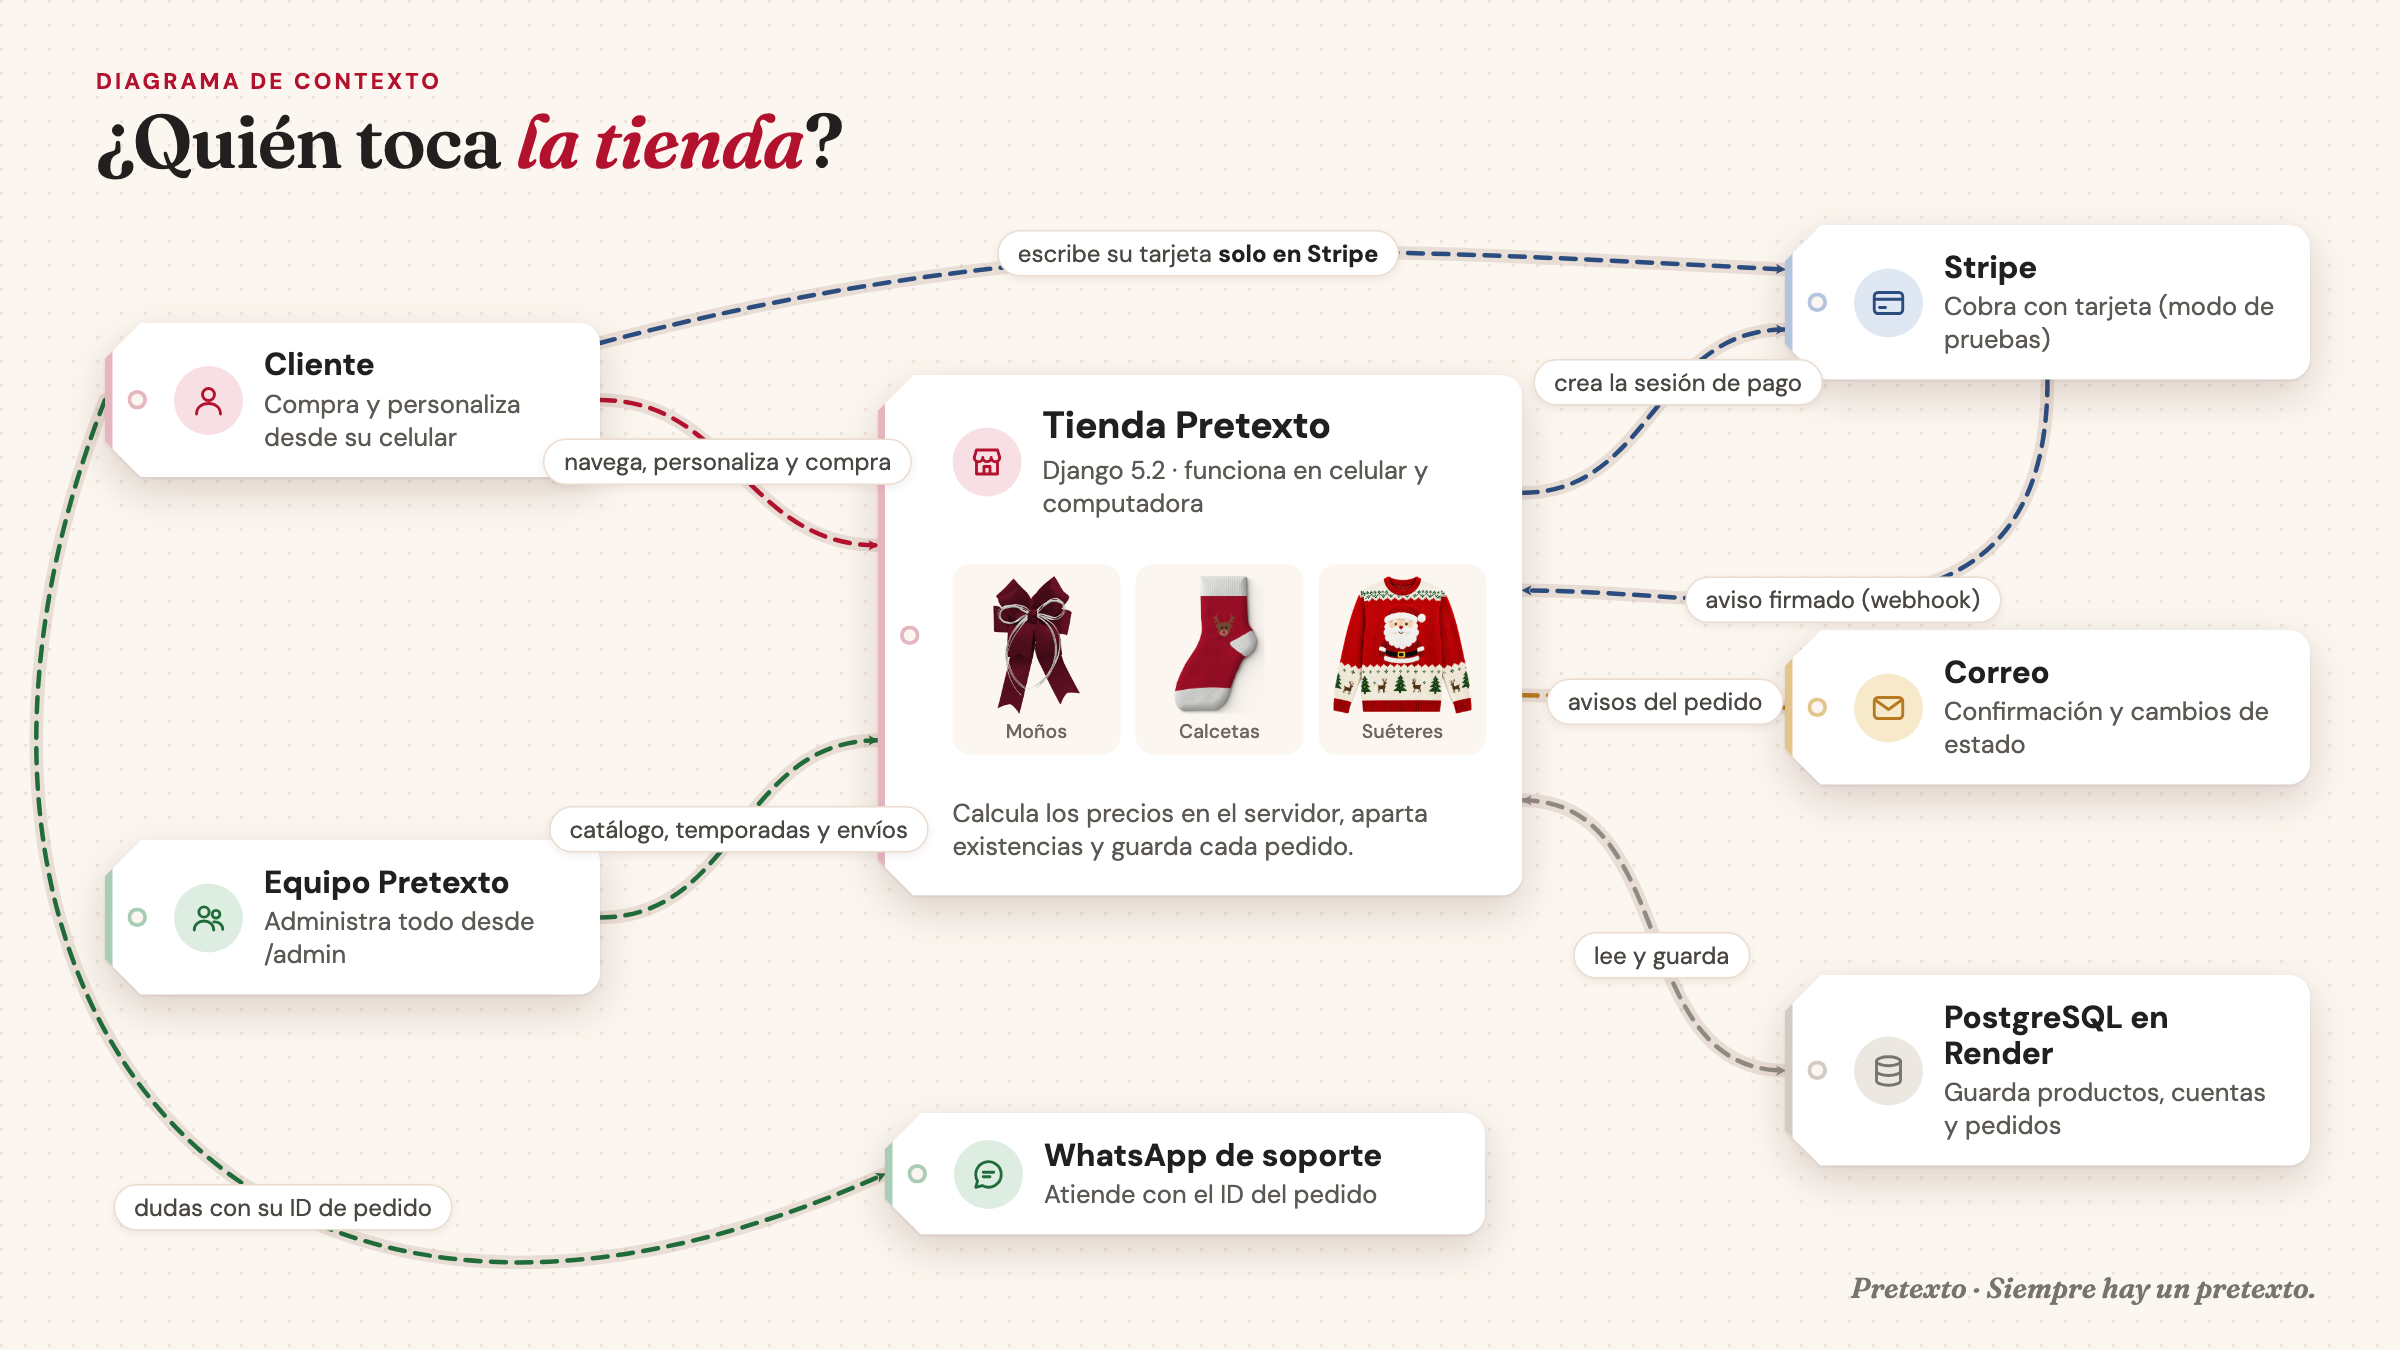 DIAGRAMA DE CONTEXTO
¿Quién toca la tienda?
escribe su tarjeta solo en Stripe
Stripe
Cobra con tarjeta (modo de
pruebas)
Cliente
Compra y personaliza
desde su celular
navega, personaliza y compra
crea la sesión de pago
Tienda Pretexto
Django 5.2 · funciona en celular y
computadora
Moños
Calcetas
Suéteres
Calcula los precios en el servidor, aparta
existencias y guarda cada pedido.
aviso firmado (webhook)
avisos del pedido
Correo
Confirmación y cambios de
estado
catálogo, temporadas y envíos
Equipo Pretexto
Administra todo desde
/admin
lee y guarda
PostgreSQL en
Render
Guarda productos, cuentas
y pedidos
WhatsApp de soporte
Atiende con el ID del pedido
dudas con su ID de pedido
Pretexto · Siempre hay un pretexto.